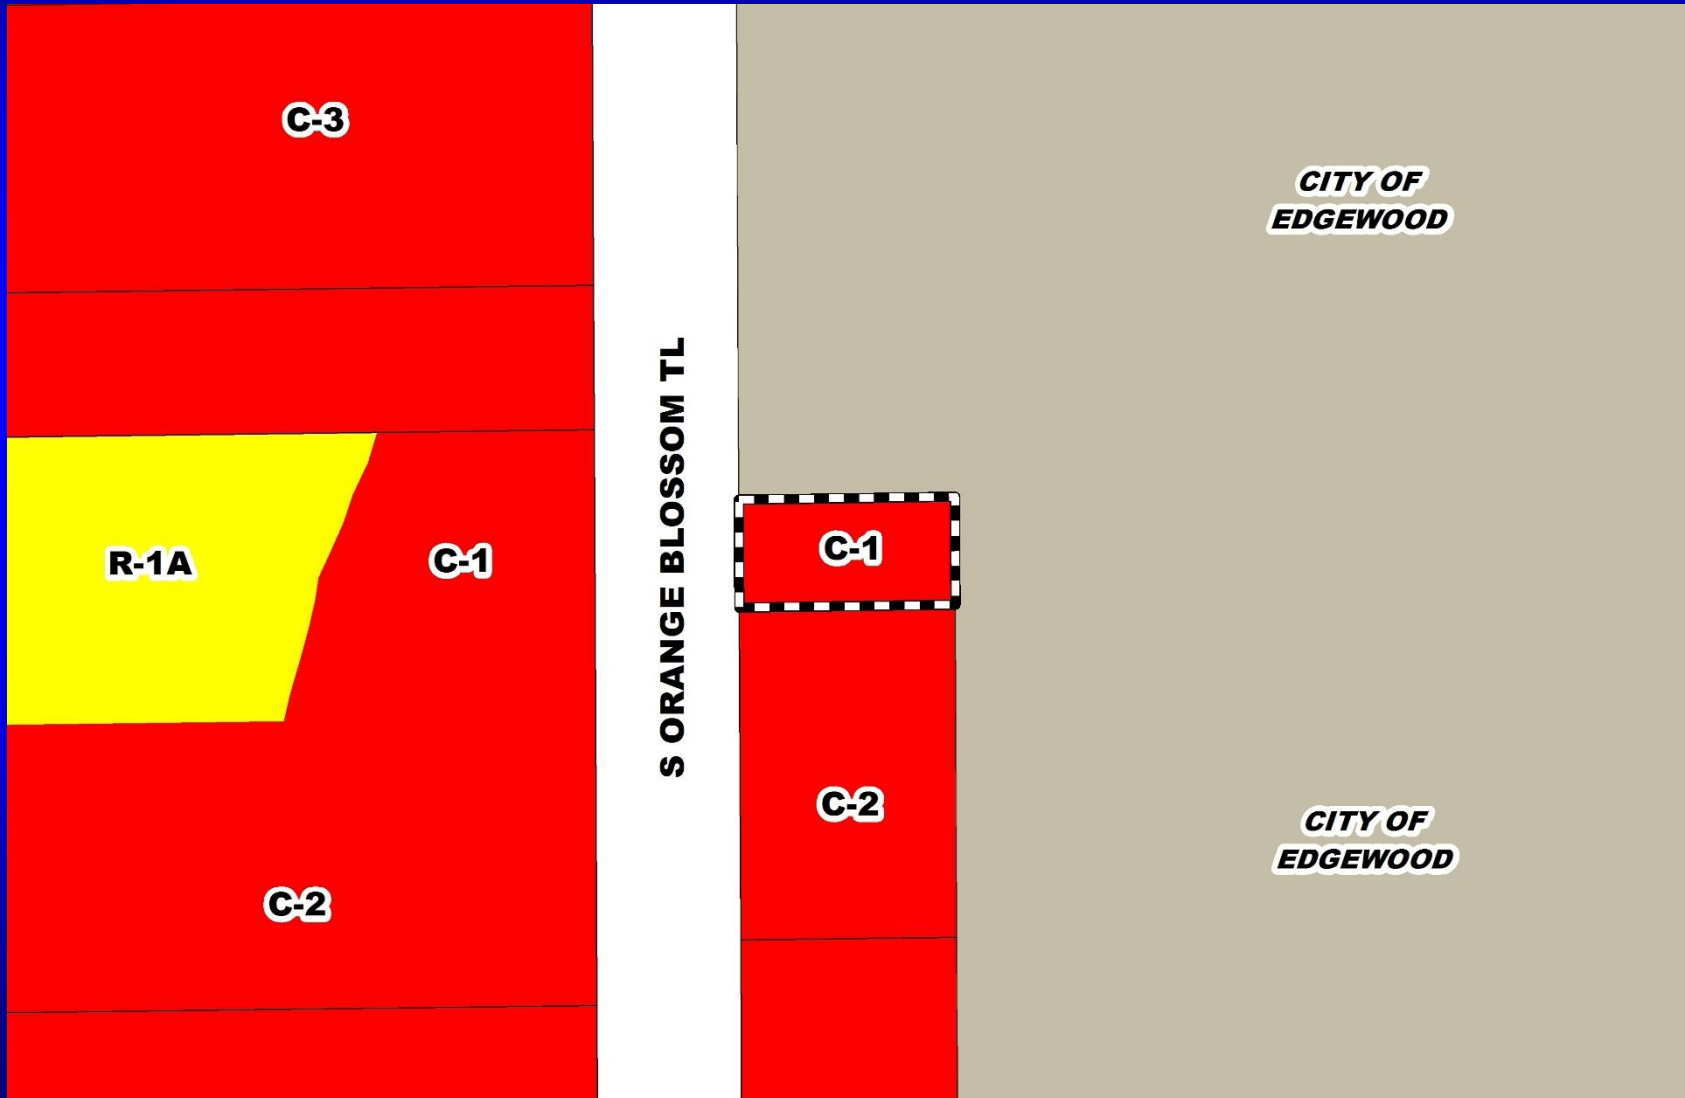 C-3
CITY OF
EDGEWOOD
S ORANGE BLOSSOM TL
R-1A
C-1
C-1
C-2
CITY OF
EDGEWOOD
C-2